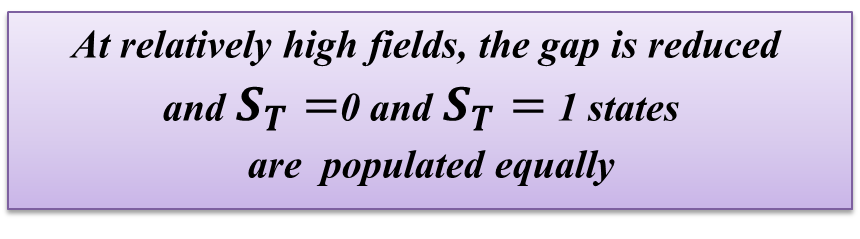 At relatively high fields, the gap is reduced
and S_T =0 and S_T = 1 states
are populated equally